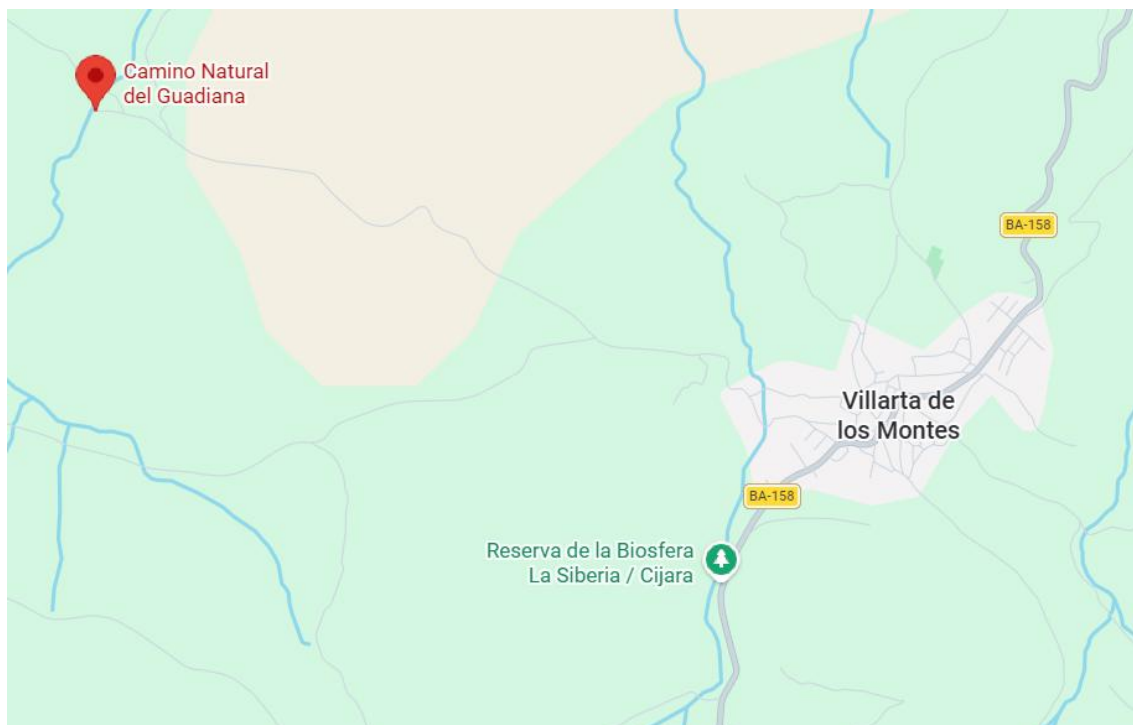 Camino Natural
del Guadiana
BA-158
Villarta de
los Montes
BA-158
Reserva de la Biosfera
La Siberia / Cijara